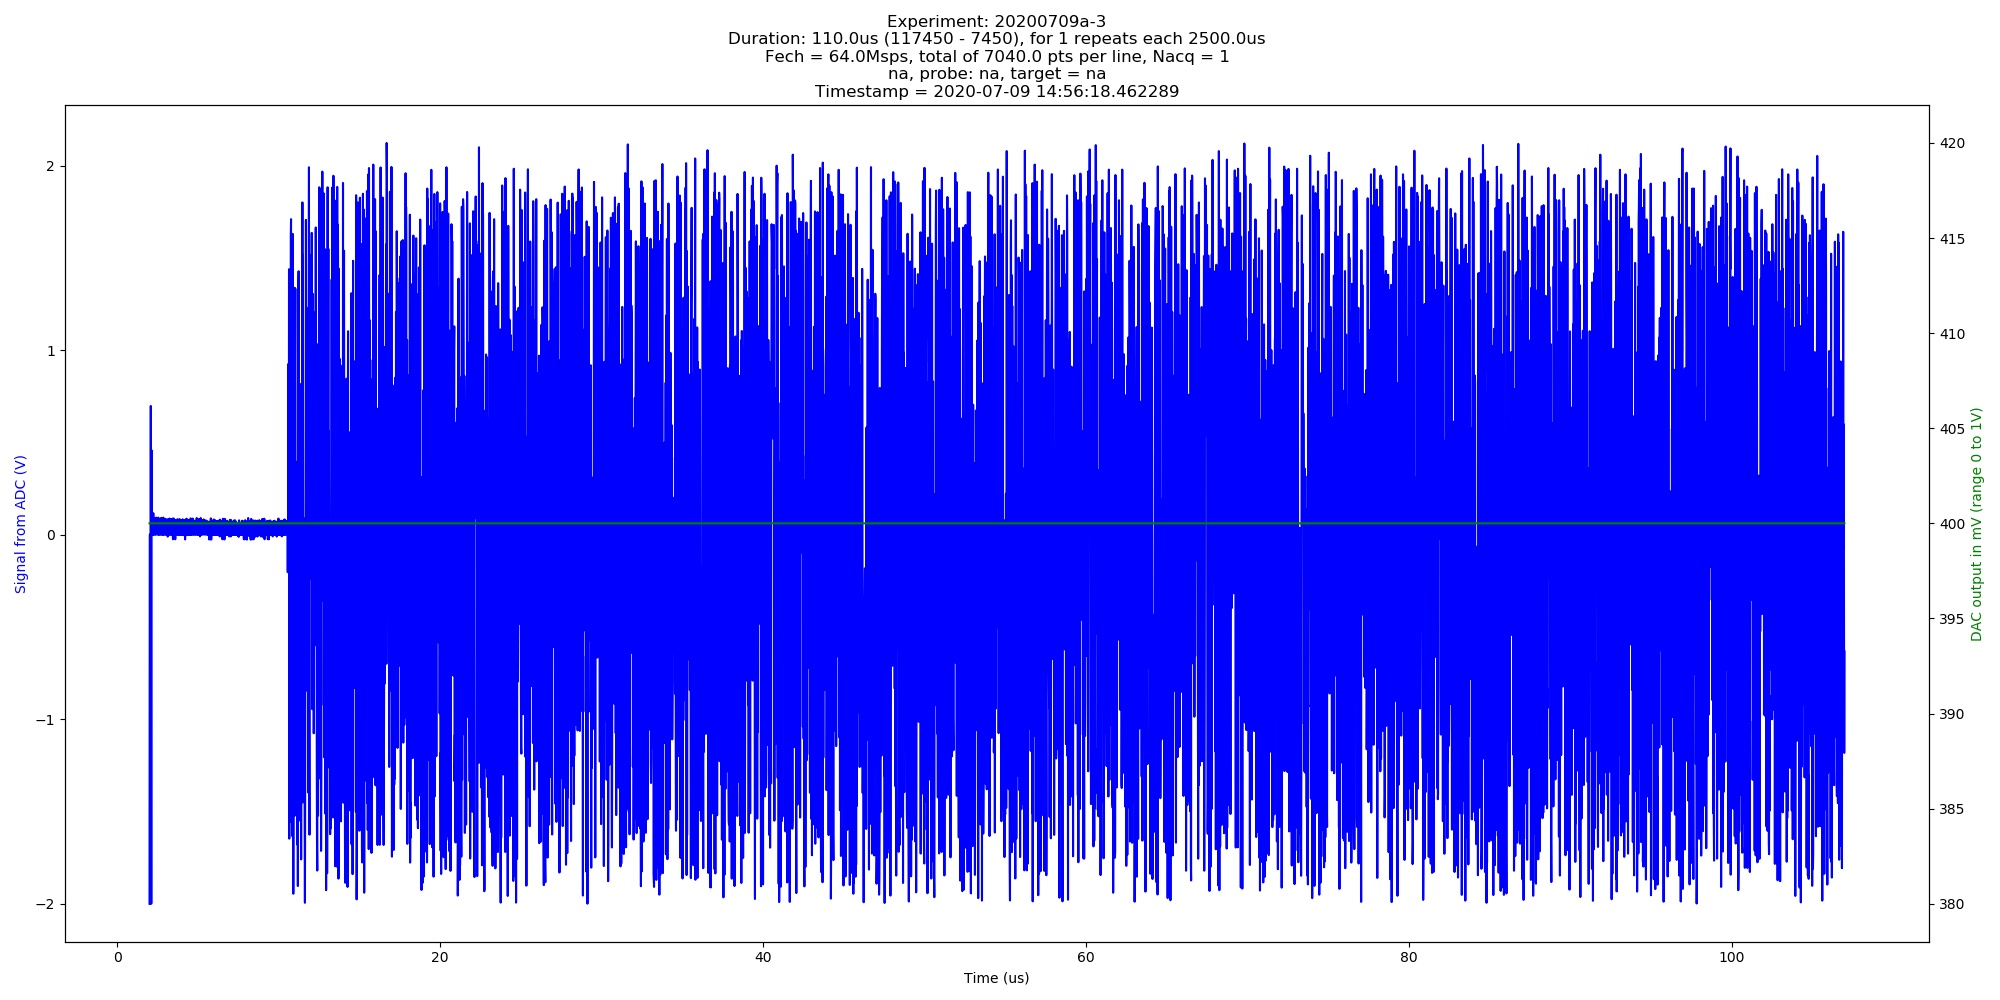 Experiment: 20200709a-3
Duration: 110.0us (117450 - 7450), for 1 repeats each 2500.0us
Fech = 64.0Msps, total of 7040.0 pts per line, Nacq = 1
na, probe: na, target = na
Timestamp = 2020-07-09 14:56:18.462289
2
1
0
−1
−2
Signal from ADC (V)
420
415
410
405
400
395
390
385
380
DAC output in mV (range 0 to 1V)
0
20
40
60
80
100
Time (us)